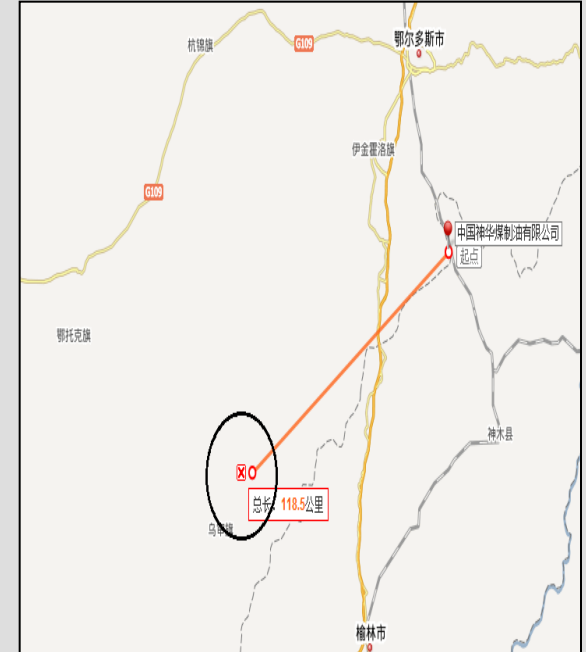 鄂尔多斯市
杭锦旗
G109
伊金霍洛旗
G109
中国神华煤制油有限公司
起点
鄂托克旗
神木县
总长：118.5公里
乌审旗
榆林市